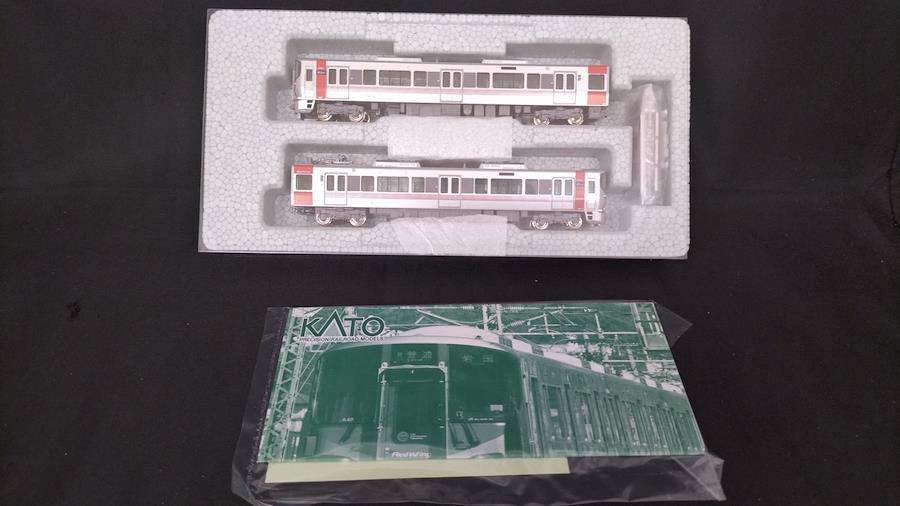 KATO
PRECISION RAILROAD MODELS
普通 岩国
RedWing